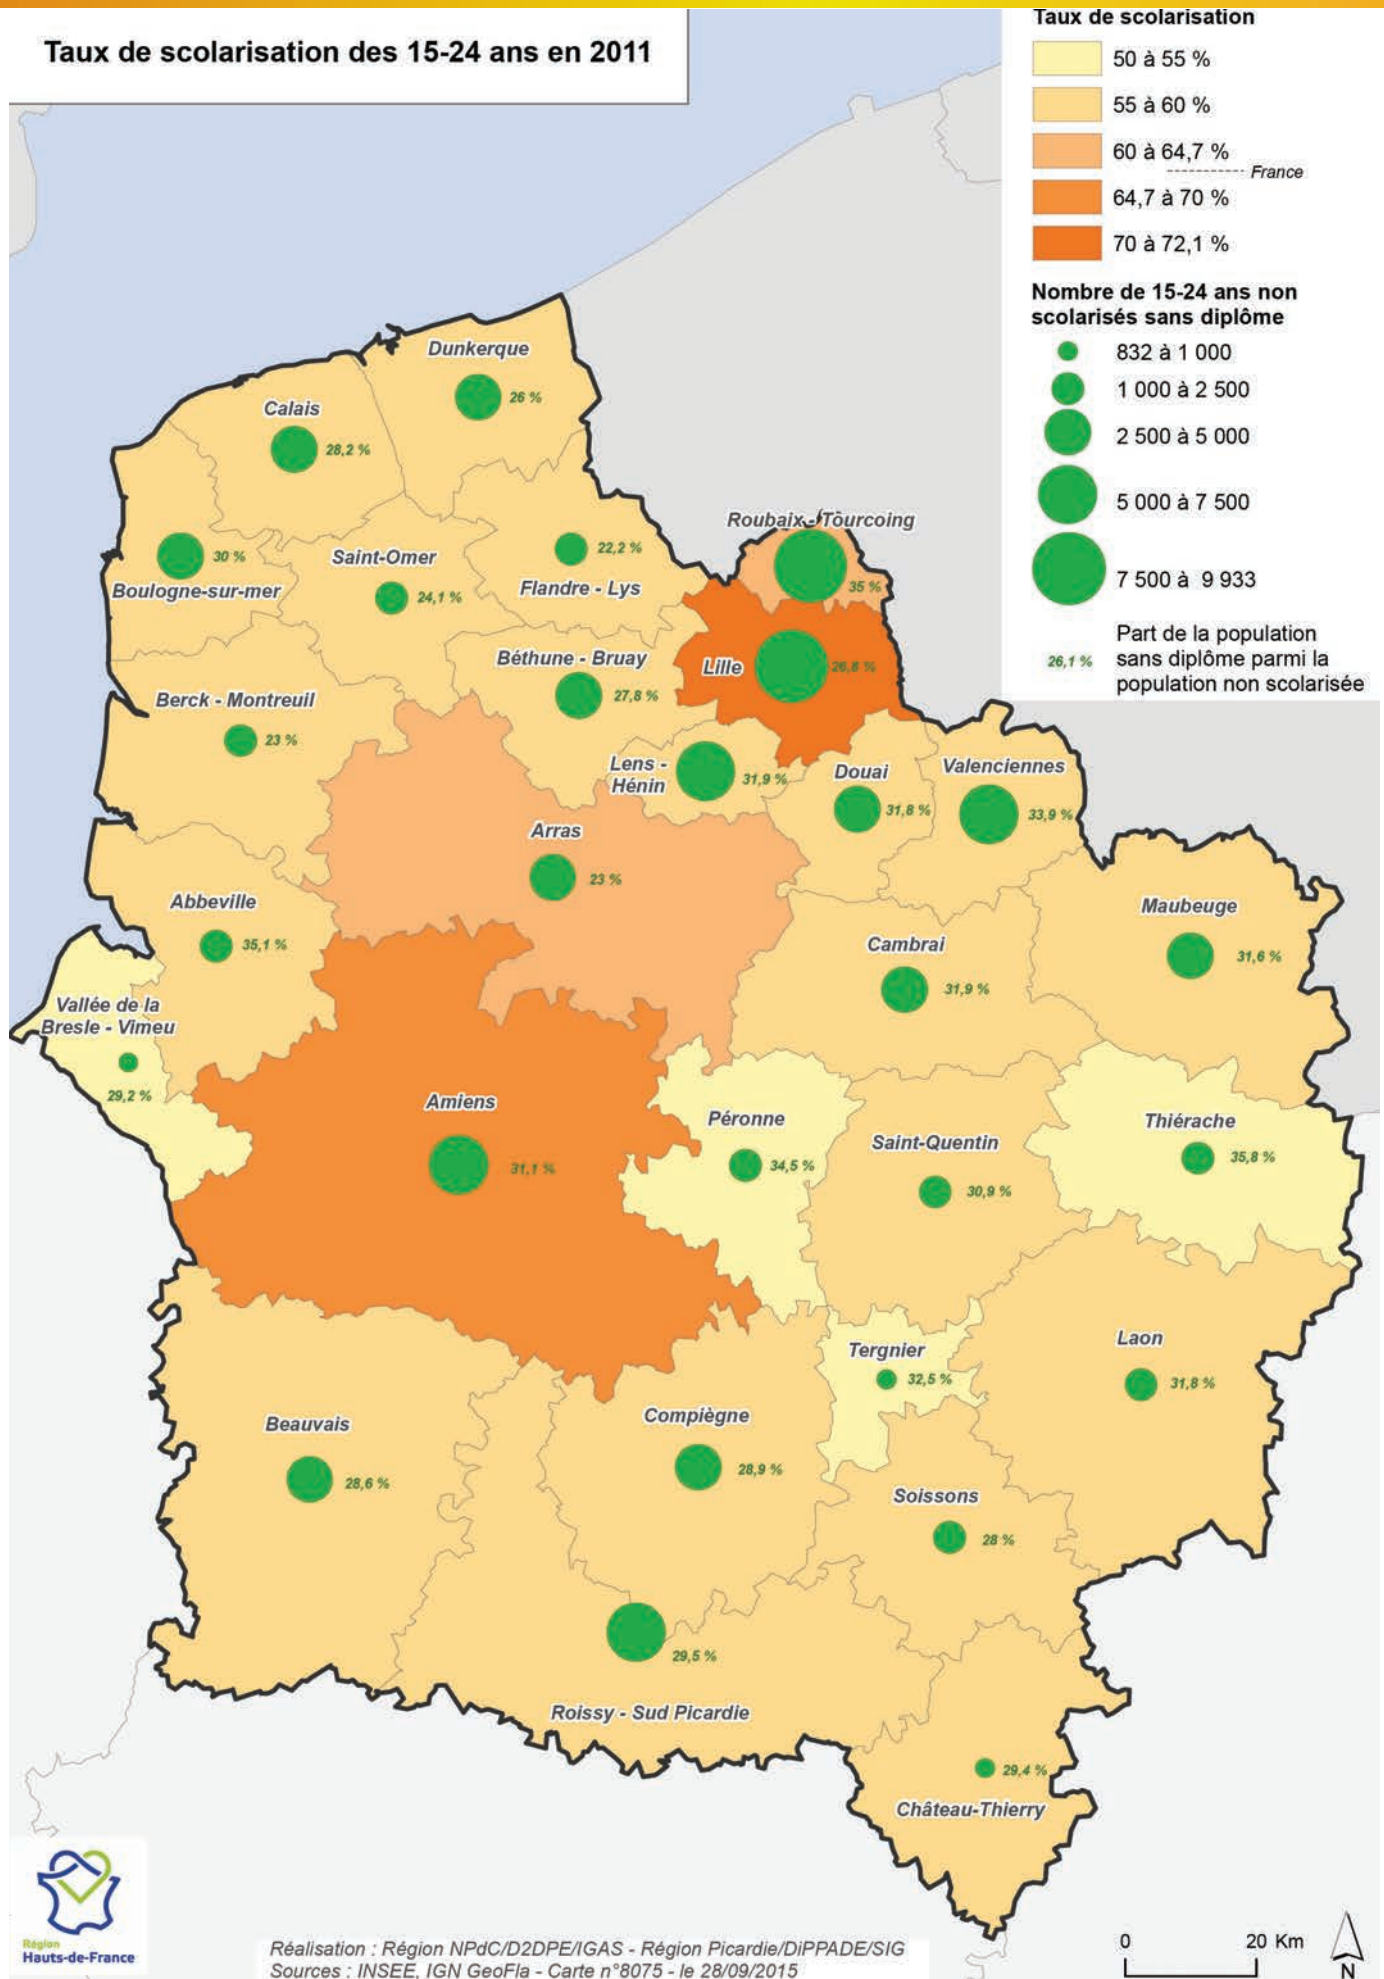 Taux de scolarisation des 15-24 ans en 2011
Taux de scolarisation
50 à 55 %
55 à 60 %
60 à 64,7 %
France
64,7 à 70 %
70 à 72,1 %
Nombre de 15-24 ans non
scolarisés sans diplôme
832 à 1 000
1 000 à 2 500
2 500 à 5 000
5 000 à 7 500
7 500 à 9 933
26,1 %
Part de la population
sans diplôme parmi la
population non scolarisée
Dunkerque
26 %
Calais
28,2 %
Roubaix - Tourcoing
35 %
30 %
Boulogne-sur-mer
Saint-Omer
24,1 %
22,2 %
Flandre - Lys
Béthune - Bruay
27,8 %
Lille
26,8 %
Berck - Montreuil
23 %
Lens -
Hénin
31,9 %
Douai
31,8 %
Valenciennes
33,9 %
Arras
23 %
Abbeville
35,1 %
Maubeuge
31,6 %
Cambrai
31,9 %
Vallée de la
Bresle - Vimeu
29,2 %
Amiens
31,1 %
Péronne
34,5 %
Saint-Quentin
30,9 %
Thiérache
35,8 %
Laon
31,8 %
Tergnier
32,5 %
Beauvais
28,6 %
Compiègne
28,9 %
Soissons
28 %
29,5 %
Roissy - Sud Picardie
29,4 %
Château-Thierry
Région
Hauts-de-France
Réalisation : Région NPdC/D2DPE/IGAS - Région Picardie/DiPPADE/SIG
Sources : INSEE, IGN GeoFla - Carte n°8075 - le 28/09/2015
0 20 Km
N